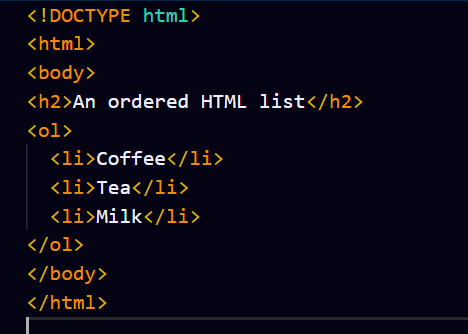 <!DOCTYPE html>
<html>
<body>
<h2>An ordered HTML list</h2>
<ol>
  <li>Coffee</li>
  <li>Tea</li>
  <li>Milk</li>
</ol>
</body>
</html>